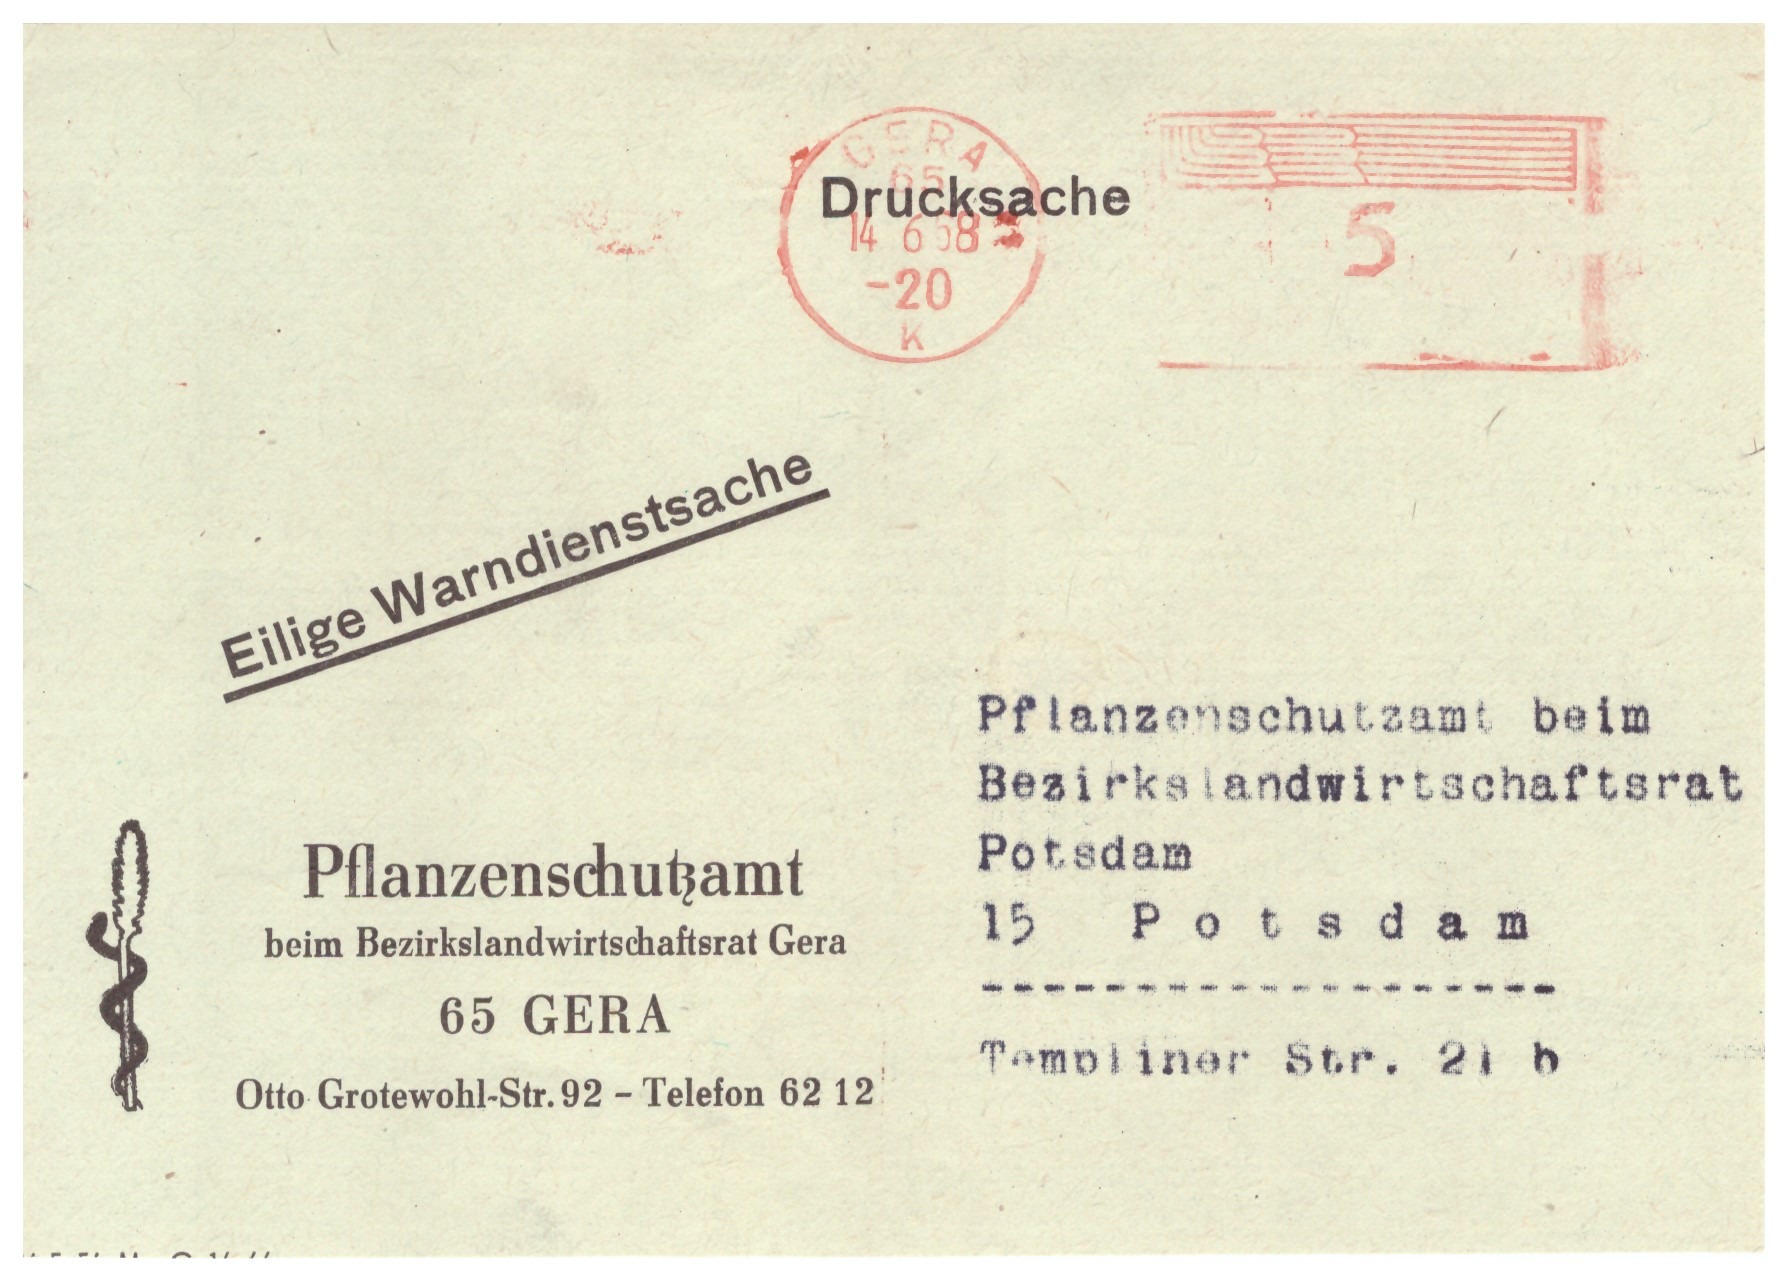 GERA
65
Drucksache
14 6 68
-20
K
5
Eilige Warndienstsache
Pflanzenschutzamt beim
Bezirkslandwirtschaftsrat
Potsdam
15 Potsdam
--------------------
Templiner Str. 21 b
Pflanzenschutzamt
beim Bezirkslandwirtschaftsrat Gera
65 GERA
Otto Grotewohl-Str. 92 – Telefon 62 12